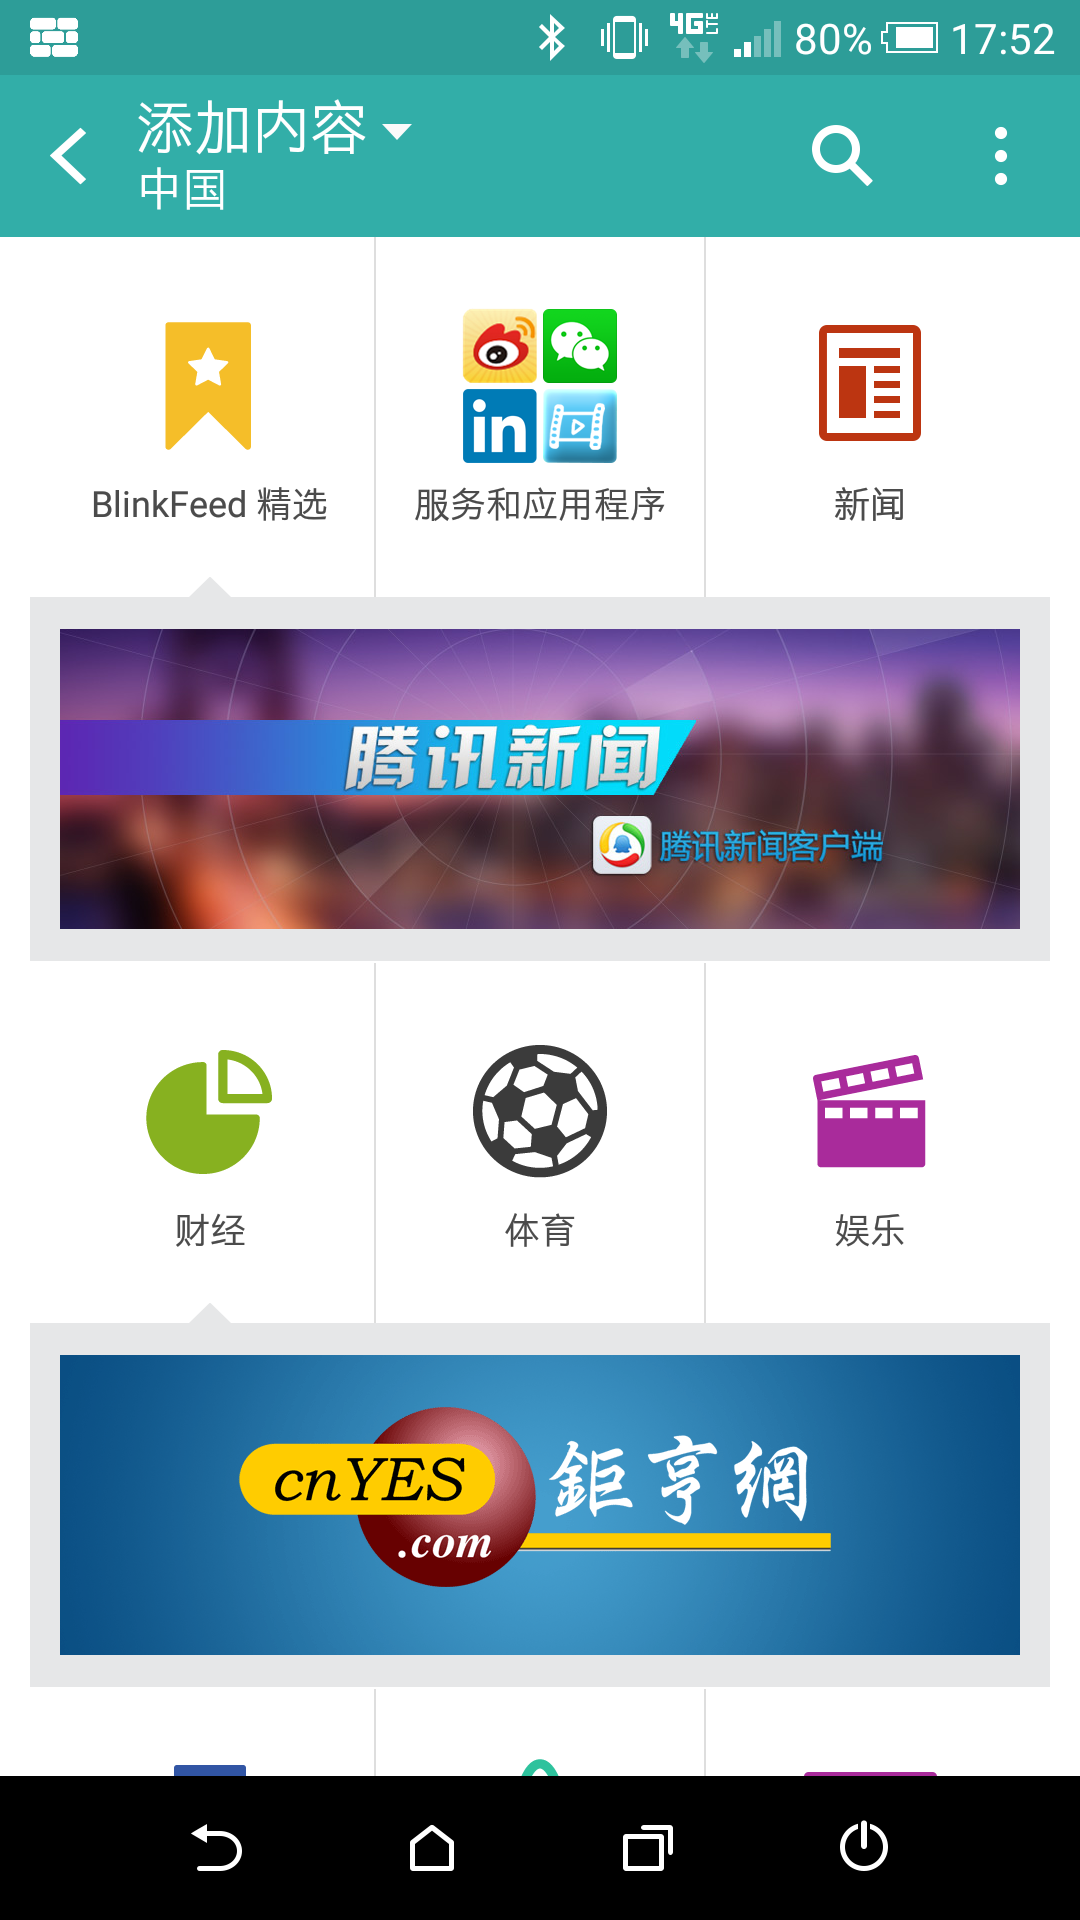 4G LTE 80% 17:52
添加内容
中国
in
BlinkFeed 精选
服务和应用程序
新闻
腾讯新闻
腾讯新闻客户端
财经
体育
娱乐
cnYES
.com
鉅亨網